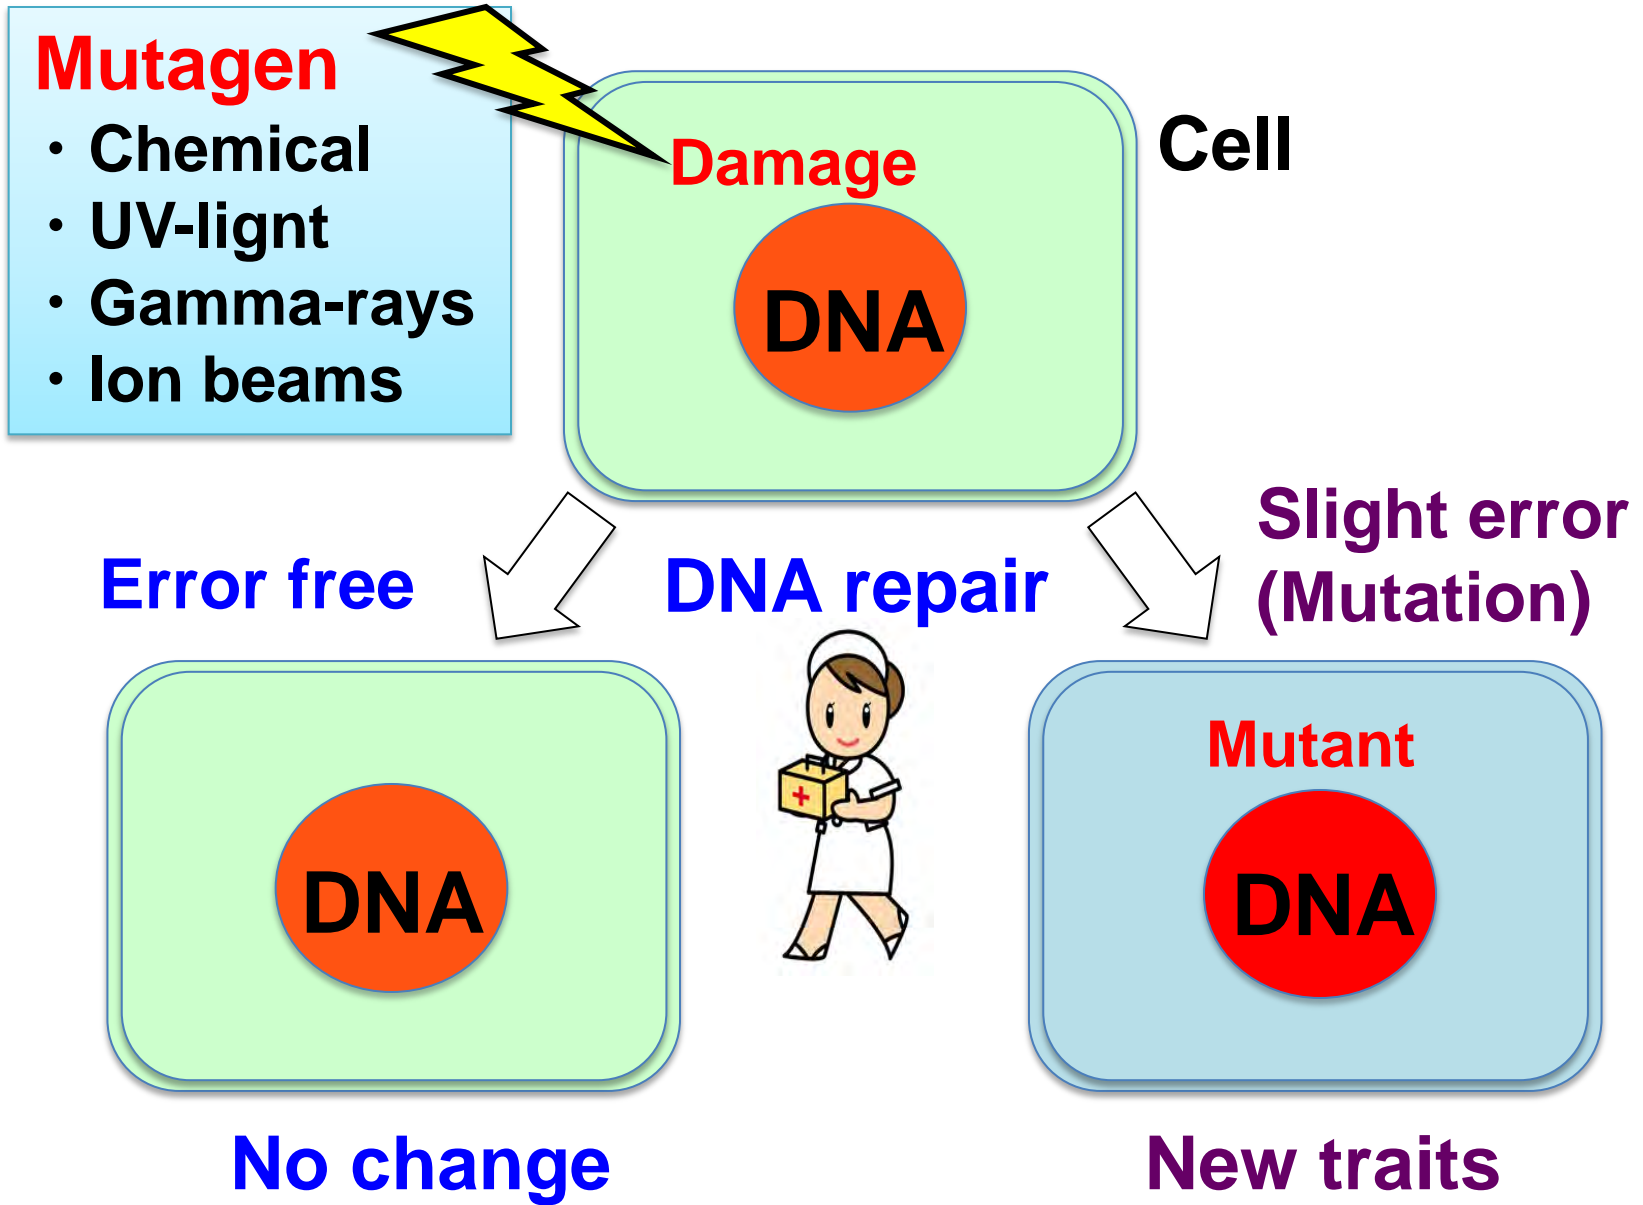 Mutagen
・Chemical
・UV-lignt
・Gamma-rays
・Ion beams
Damage
DNA
Cell
Error free
DNA repair
Slight error
(Mutation)
DNA
Mutant
DNA
No change
New traits